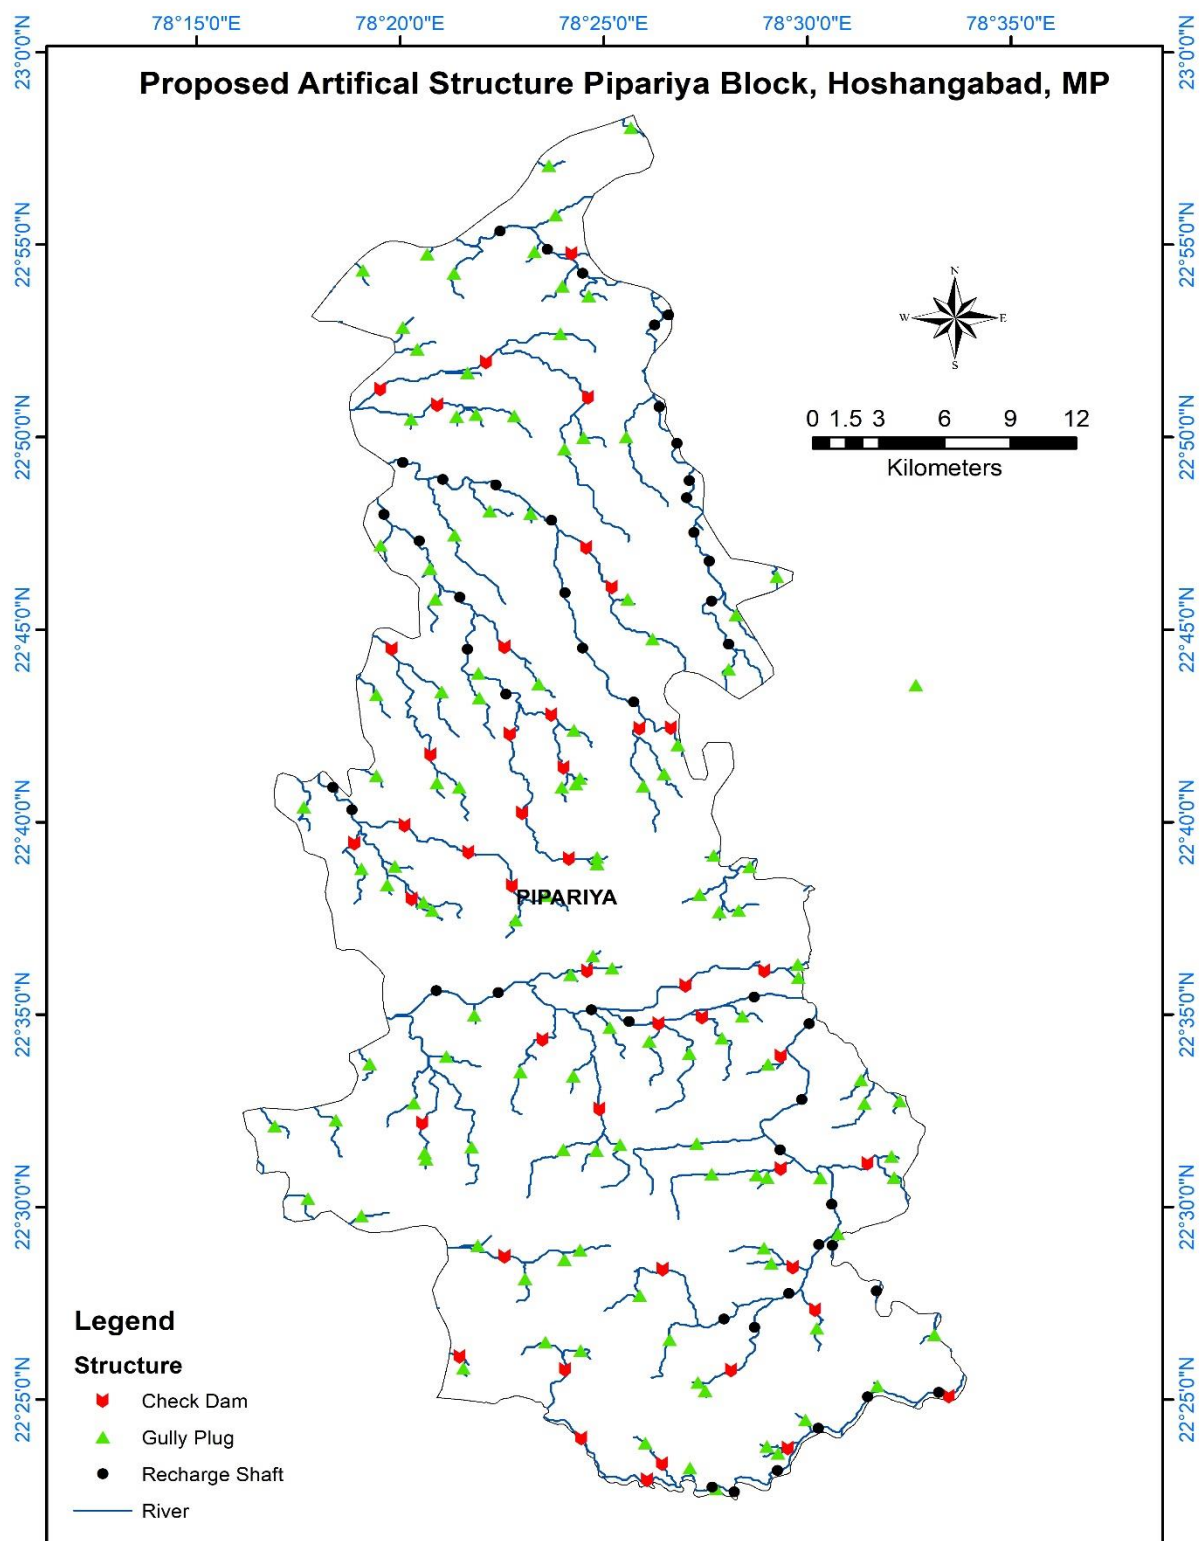 78°15'0"E 78°20'0"E 78°25'0"E 78°30'0"E 78°35'0"E
23°0'0"N 23°0'0"N
Proposed Artifical Structure Pipariya Block, Hoshangabad, MP
22°55'0"N 22°55'0"N
N
W E
S
0 1.5 3 6 9 12
Kilometers
22°50'0"N 22°50'0"N
22°45'0"N 22°45'0"N
22°40'0"N 22°40'0"N
PIPARIYA
22°35'0"N 22°35'0"N
22°30'0"N 22°30'0"N
22°25'0"N 22°25'0"N
Legend
Structure
Check Dam
Gully Plug
Recharge Shaft
River